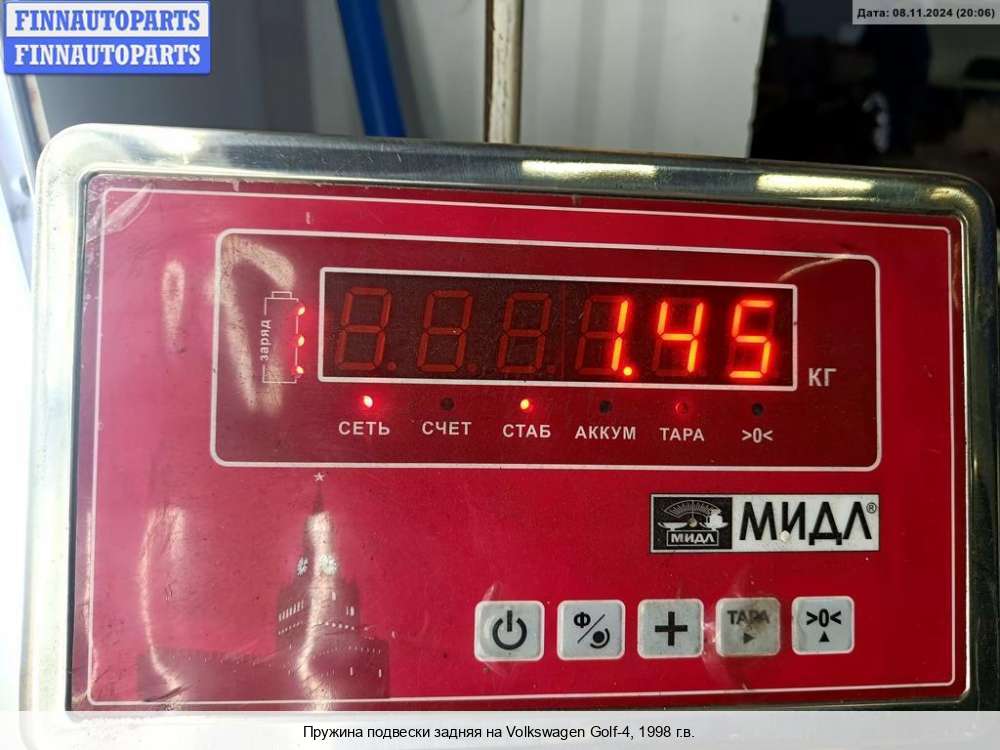 FINNAUTOPARTS
FINNAUTOPARTS
Дата: 08.11.2024 (20:06)
заряд
1.45
КГ
СЕТЬ СЧЕТ СТАБ АККУМ ТАРА >0<
МИДЛ МИДЛ®
Ф ТАРА >0<
Пружина подвески задняя на Volkswagen Golf-4, 1998 г.в.